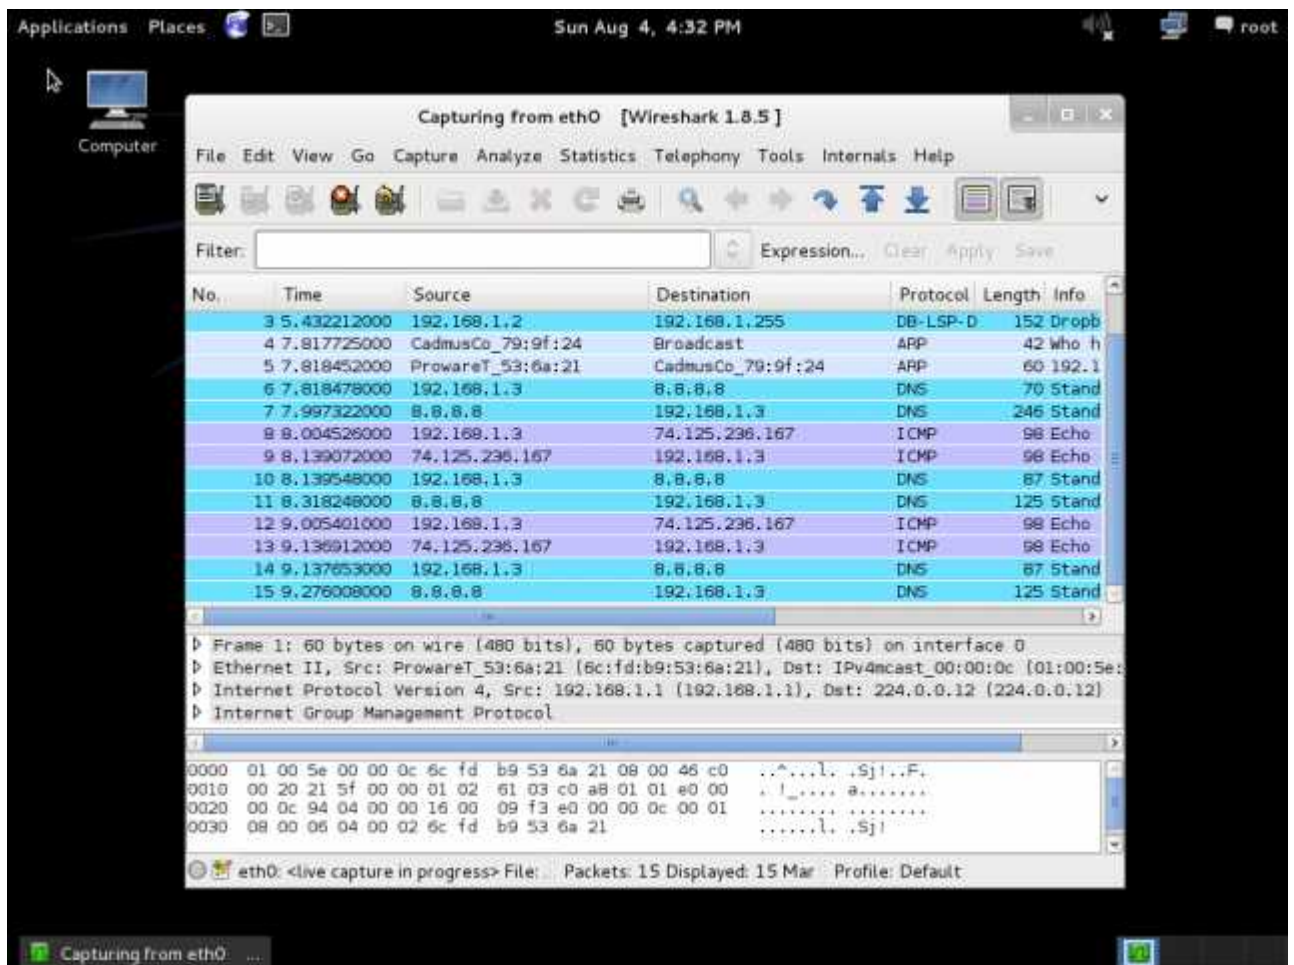 Applications Places Sun Aug 4, 4:32 PM root
Computer
Capturing from eth0 [Wireshark 1.8.5 ]
File Edit View Go Capture Analyze Statistics Telephony Tools Internals Help
Filter: Expression... Clear Apply Save
No. Time Source Destination Protocol Length Info
3 5.432212000 192.168.1.2 192.168.1.255 DB-LSP-D 152 Dropb
4 7.817725000 CadmusCo_79:9f:24 Broadcast ARP 42 Who h
5 7.818452000 ProwareT_53:6a:21 CadmusCo_79:9f:24 ARP 60 192.1
6 7.818478000 192.168.1.3 8.8.8.8 DNS 70 Stand
7 7.997322000 8.8.8.8 192.168.1.3 DNS 246 Stand
8 8.004526000 192.168.1.3 74.125.236.167 ICMP 98 Echo
9 8.139072000 74.125.236.167 192.168.1.3 ICMP 98 Echo
10 8.139548000 192.168.1.3 8.8.8.8 DNS 87 Stand
11 8.318248000 8.8.8.8 192.168.1.3 DNS 125 Stand
12 9.005401000 192.168.1.3 74.125.236.167 ICMP 98 Echo
13 9.136912000 74.125.236.167 192.168.1.3 ICMP 98 Echo
14 9.137653000 192.168.1.3 8.8.8.8 DNS 87 Stand
15 9.276008000 8.8.8.8 192.168.1.3 DNS 125 Stand
Frame 1: 60 bytes on wire (480 bits), 60 bytes captured (480 bits) on interface 0
Ethernet II, Src: ProwareT_53:6a:21 (6c:fd:b9:53:6a:21), Dst: IPv4mcast_00:00:0c (01:00:5e:
Internet Protocol Version 4, Src: 192.168.1.1 (192.168.1.1), Dst: 224.0.0.12 (224.0.0.12)
Internet Group Management Protocol
0000 01 00 5e 00 00 0c 6c fd b9 53 6a 21 08 00 46 c0 ..^...l. .Sj!..F.
0010 00 20 21 5f 00 00 01 02 61 03 c0 a8 01 01 e0 00 . !_.... a.......
0020 00 0c 94 04 00 00 16 00 09 f3 e0 00 00 0c 00 01 ........ ........
0030 08 00 06 04 00 02 6c fd b9 53 6a 21 ......l. .Sj!
eth0: <live capture in progress> File: Packets: 15 Displayed: 15 Mar Profile: Default
Capturing from eth0 ...